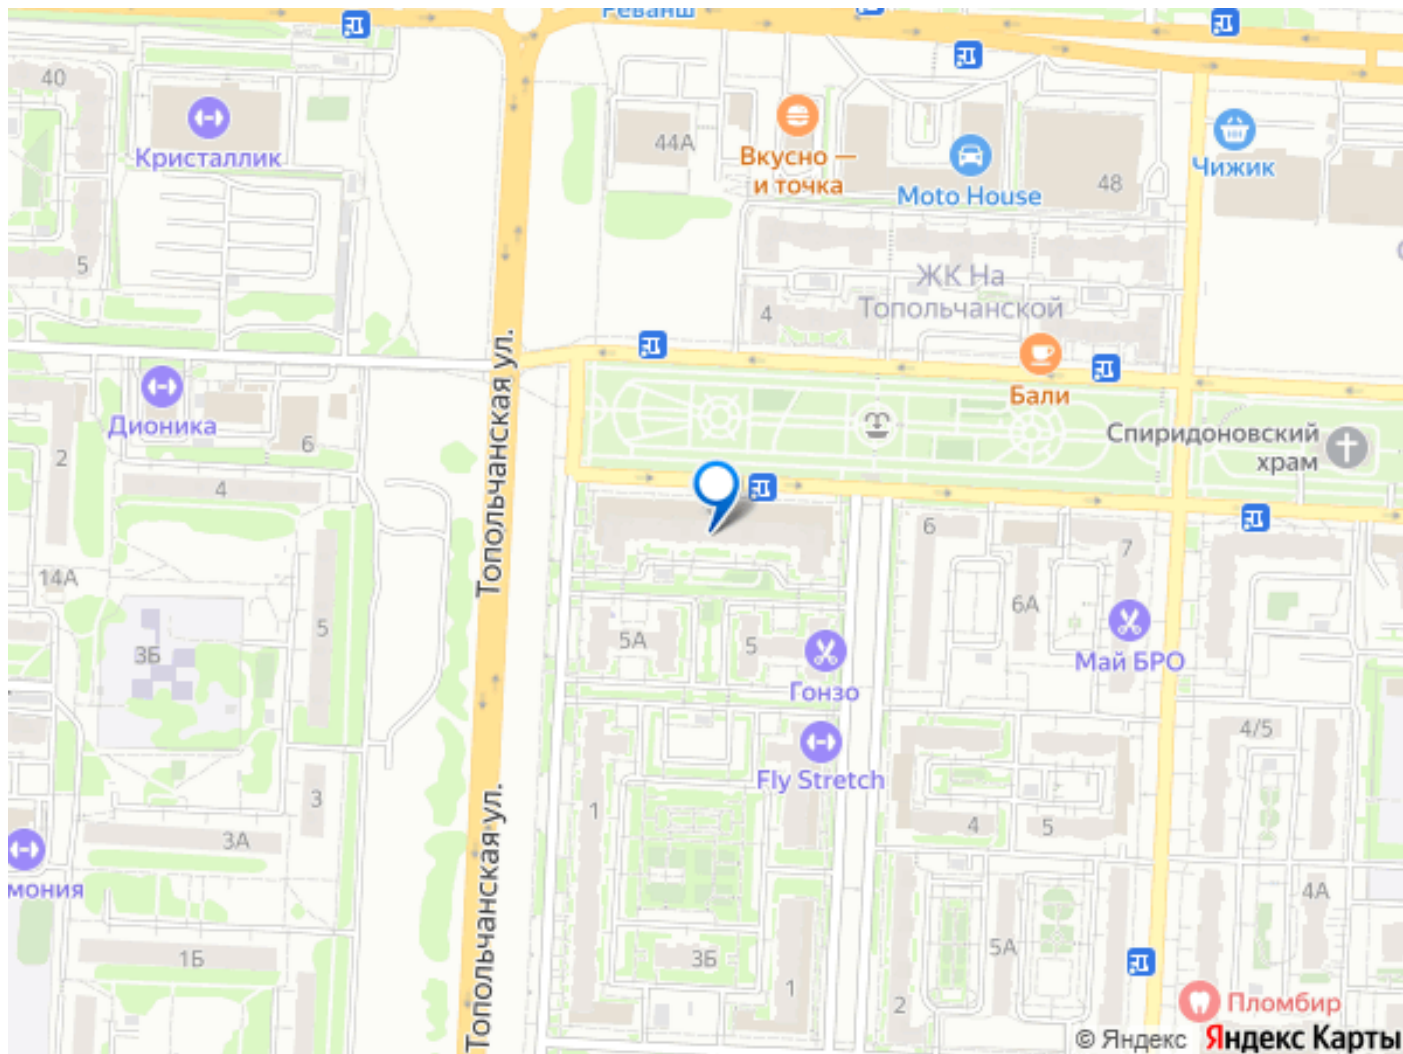 Реванш
40
Кристаллик
44А
Вкусно —
и точка
Moto House
48
Чижик
5
ЖК На
Топольчанской
4
Бали
Топольчанская ул.
Дионика
6
2
4
Спиридоновский
храм
14А
5
3Б
6
7
6А
5А
5
Май БРО
Гонзо
Fly Stretch
4/5
1
3
3А
4
5
мония
Топольчанская ул.
4А
1Б
3Б
5А
1
2
Пломбир
© Яндекс Яндекс Карты